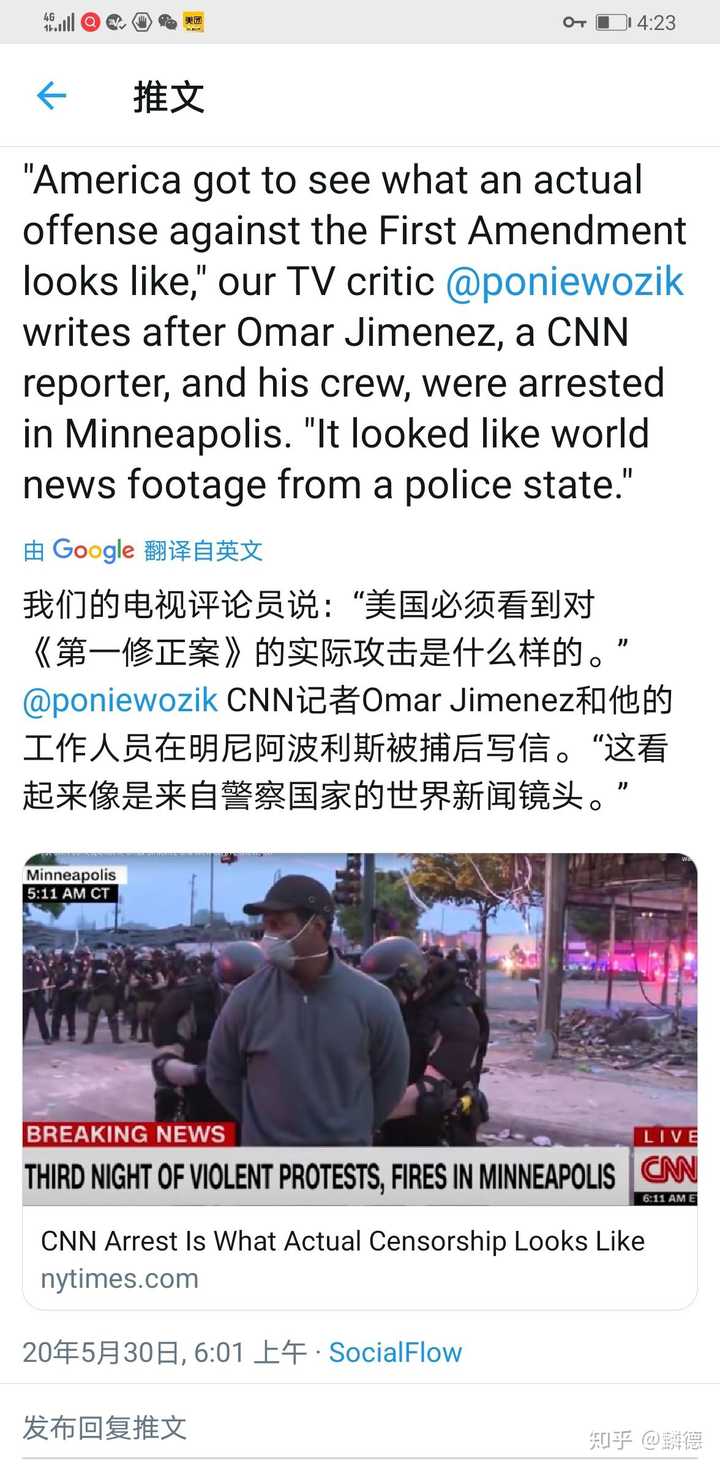 4G
美团
4:23
推文
"America got to see what an actual
offense against the First Amendment
looks like," our TV critic @poniewozik
writes after Omar Jimenez, a CNN
reporter, and his crew, were arrested
in Minneapolis. "It looked like world
news footage from a police state."
由 Google 翻译自英文
我们的电视评论员说：“美国必须看到对
《第一修正案》的实际攻击是什么样的。”
@poniewozik CNN记者Omar Jimenez和他的
工作人员在明尼阿波利斯被捕后写信。“这看
起来像是来自警察国家的世界新闻镜头。”
Minneapolis
5:11 AM CT
BREAKING NEWS
LIVE
THIRD NIGHT OF VIOLENT PROTESTS, FIRES IN MINNEAPOLIS
CNN
6:11 AM E
CNN Arrest Is What Actual Censorship Looks Like
nytimes.com
20年5月30日, 6:01 上午 · SocialFlow
发布回复推文
知乎 @麟德